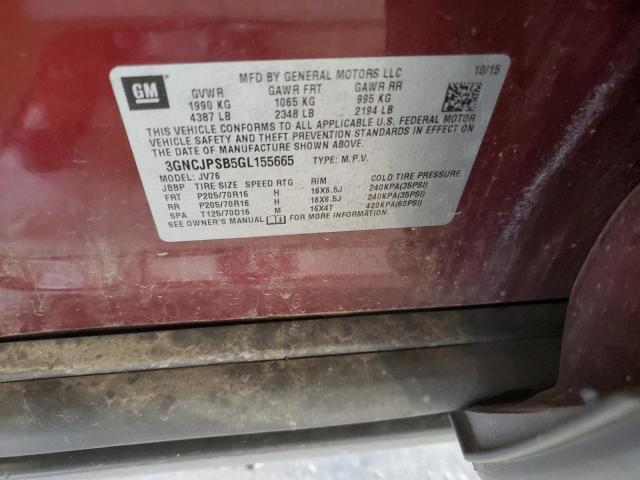 GM
MFD BY GENERAL MOTORS LLC
10/15
GVWR GAWR FRT GAWR RR
1990 KG 1065 KG 995 KG
4387 LB 2348 LB 2194 LB
THIS VEHICLE CONFORMS TO ALL APPLICABLE U.S. FEDERAL MOTOR
VEHICLE SAFETY AND THEFT PREVENTION STANDARDS IN EFFECT ON
THE DATE OF MANUFACTURE SHOWN ABOVE.
3GNCJPSB5GL155665 TYPE: M.P.V.
MODEL: JV76
JBBP TIRE SIZE SPEED RTG RIM COLD TIRE PRESSURE
FRT P205/70R16 H 16X6.5J 240KPA(35PSI)
RR P205/70R16 H 16X6.5J 240KPA(35PSI)
SPA T125/70D16 M 16X4T 420KPA(60PSI)
SEE OWNER'S MANUAL FOR MORE INFORMATION.